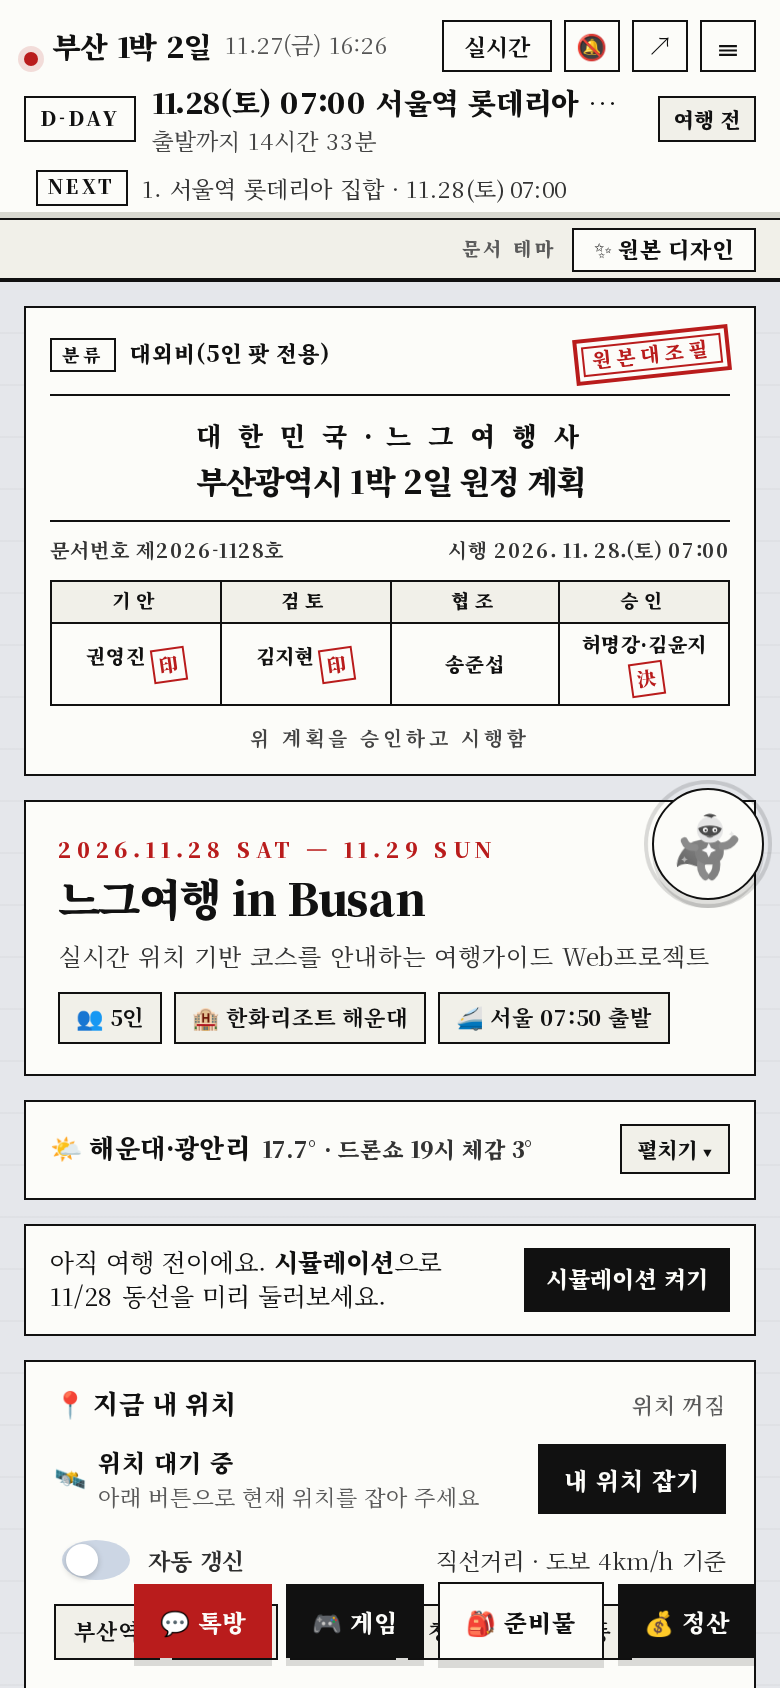 부산 1박 2일 11.27(금) 16:26 실시간
D-DAY 11.28(토) 07:00 서울역 롯데리아 ··· 여행 전
출발까지 14시간 33분
NEXT 1. 서울역 롯데리아 집합 · 11.28(토) 07:00
문서 테마 ✨ 원본 디자인
분류 대외비(5인 팟 전용) 원본대조필
대한민국·느그여행사
부산광역시 1박 2일 원정 계획
문서번호 제2026-1128호 시행 2026. 11. 28.(토) 07:00
기안 검토 협조 승인
권영진 印 김지현 印 송준섭 허명강·김윤지 決
위 계획을 승인하고 시행함
2026.11.28 SAT — 11.29 SUN
느그여행 in Busan
실시간 위치 기반 코스를 안내하는 여행가이드 Web프로젝트
👥 5인 🏨 한화리조트 해운대 🚄 서울 07:50 출발
🌤️ 해운대·광안리 17.7° · 드론쇼 19시 체감 3° 펼치기 ▾
아직 여행 전이에요. 시뮬레이션으로
11/28 동선을 미리 둘러보세요.
시뮬레이션 켜기
📍 지금 내 위치 위치 꺼짐
🛰️ 위치 대기 중
아래 버튼으로 현재 위치를 잡아 주세요
내 위치 잡기
자동 갱신 직선거리 · 도보 4km/h 기준
부산역 💬 톡방 🎮 게임 🎒 준비물 💰 정산